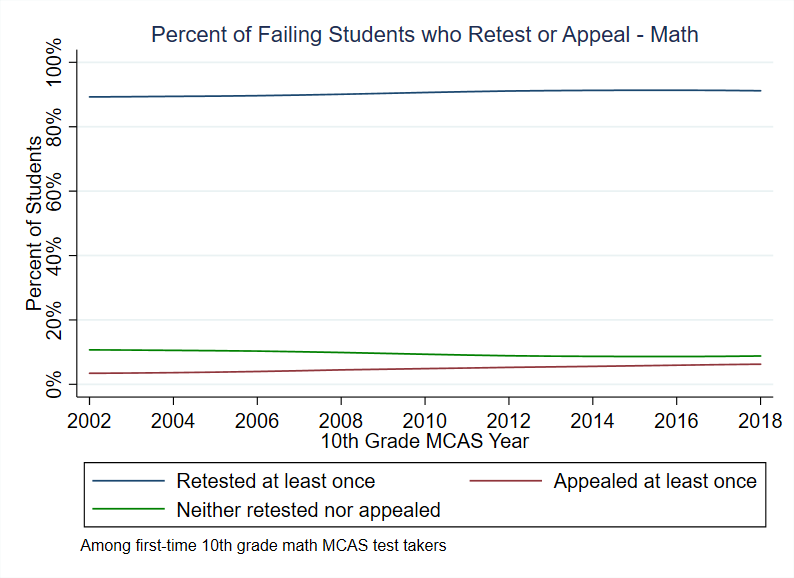 Percent of Failing Students who Retest or Appeal - Math
Percent of Students
100%
80%
60%
40%
20%
0%
2002 2004 2006 2008 2010 2012 2014 2016 2018
10th Grade MCAS Year
Retested at least once Appealed at least once
Neither retested nor appealed
Among first-time 10th grade math MCAS test takers